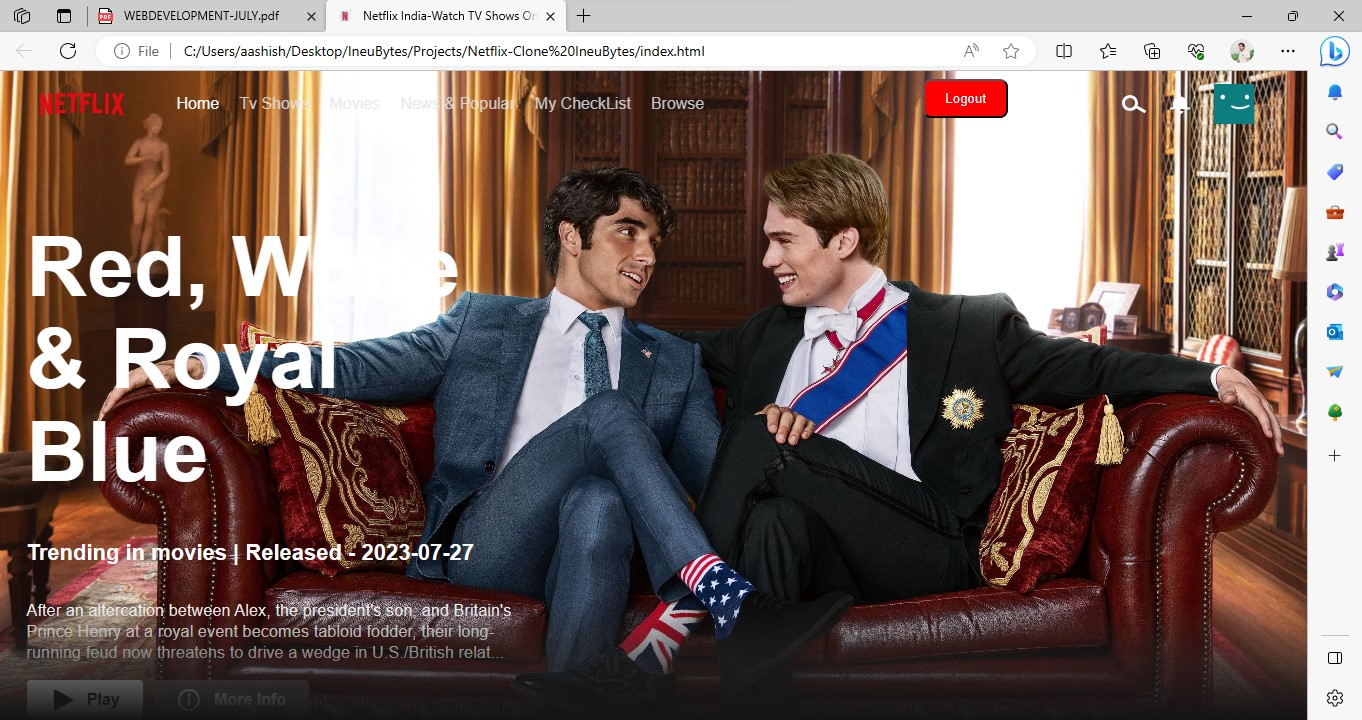 WEBDEVELOPMENT-JULY.pdf
Netflix India-Watch TV Shows On
File
C:/Users/aashish/Desktop/IneuBytes/Projects/Netflix-Clone%20IneuBytes/index.html
NETFLIX
Home
Tv Shows
Movies
News & Popular
My CheckList
Browse
Logout
Red, White
& Royal
Blue
Trending in movies | Released - 2023-07-27
After an altercation between Alex, the president's son, and Britain's
Prince Henry at a royal event becomes tabloid fodder, their long-
running feud now threatens to drive a wedge in U.S./British relat...
Play
More Info